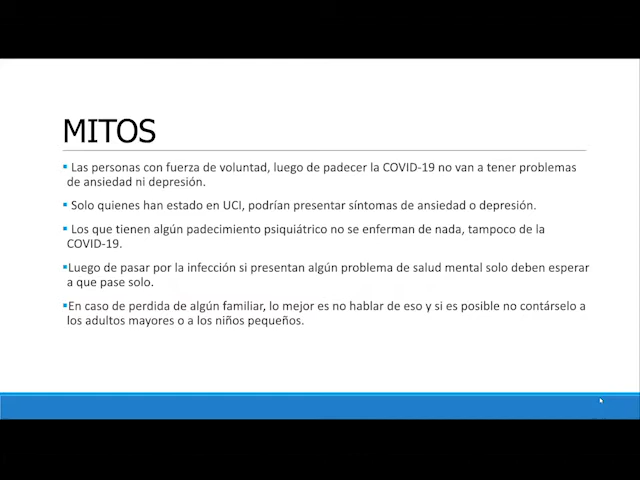 MITOS
▪ Las personas con fuerza de voluntad, luego de padecer la COVID-19 no van a tener problemas
de ansiedad ni depresión.
▪ Solo quienes han estado en UCI, podrían presentar síntomas de ansiedad o depresión.
▪ Los que tienen algún padecimiento psiquiátrico no se enferman de nada, tampoco de la
COVID-19.
▪Luego de pasar por la infección si presentan algún problema de salud mental solo deben esperar
a que pase solo.
▪En caso de perdida de algún familiar, lo mejor es no hablar de eso y si es posible no contárselo a
los adultos mayores o a los niños pequeños.